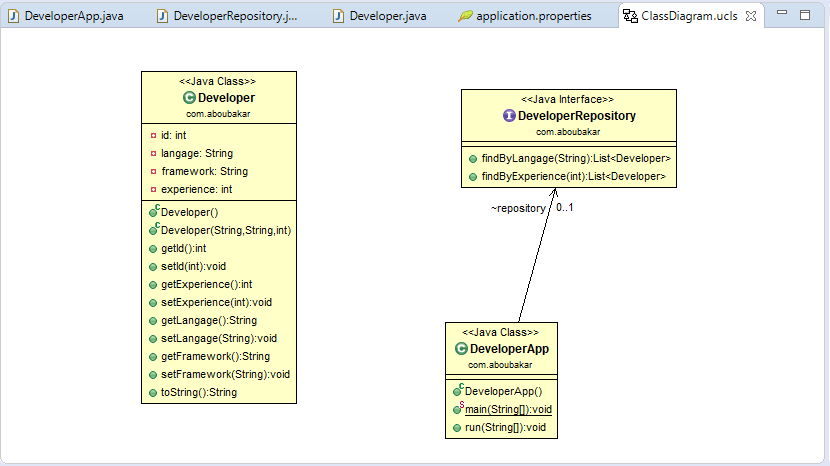 DeveloperApp.java
DeveloperRepository.j...
Developer.java
application.properties
ClassDiagram.ucls
<<Java Class>>
Developer
com.aboubakar
id: int
langage: String
framework: String
experience: int
Developer()
Developer(String,String,int)
getId():int
setId(int):void
getExperience():int
setExperience(int):void
getLangage():String
setLangage(String):void
getFramework():String
setFramework(String):void
toString():String
<<Java Interface>>
DeveloperRepository
com.aboubakar
findByLangage(String):List<Developer>
findByExperience(int):List<Developer>
~repository 0..1
<<Java Class>>
DeveloperApp
com.aboubakar
DeveloperApp()
main(String[]):void
run(String[]):void